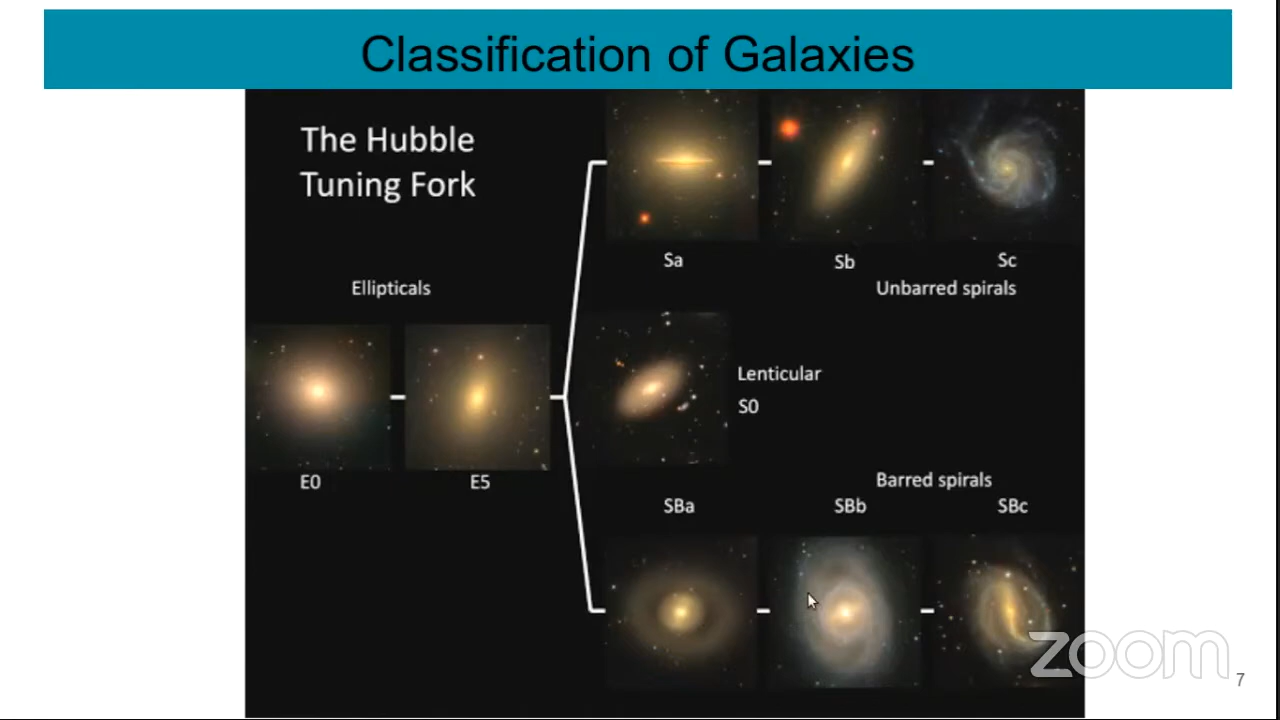 Classification of Galaxies
The Hubble
Tuning Fork
Sa
Sb
Sc
Ellipticals
Unbarred spirals
Lenticular
S0
E0
E5
Barred spirals
SBa
SBb
SBc
zoom
7